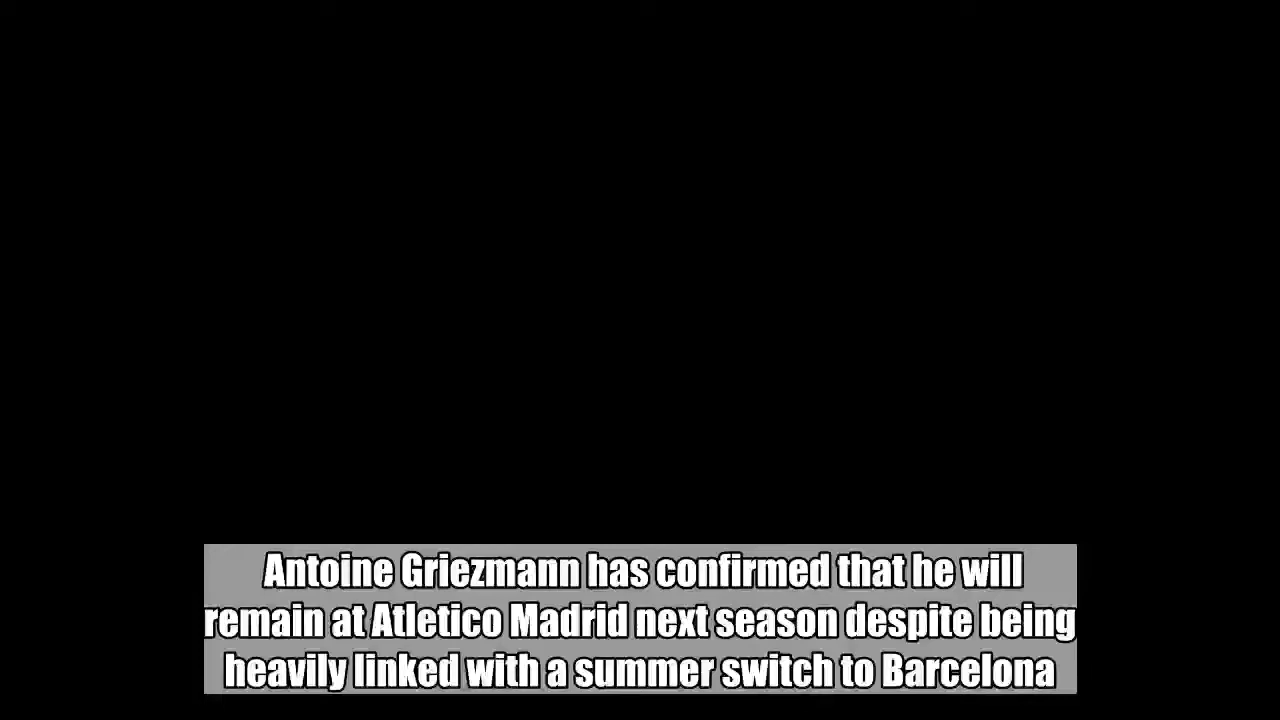 Antoine Griezmann has confirmed that he will
remain at Atletico Madrid next season despite being
heavily linked with a summer switch to Barcelona